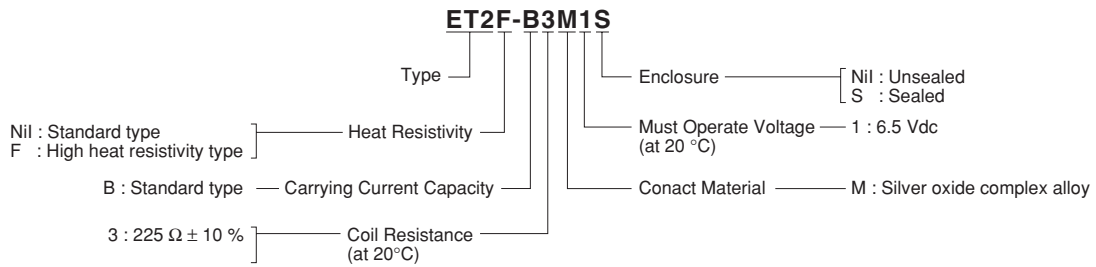 ET2F-B3M1S
Type
Enclosure
Nil : Unsealed
S : Sealed
Nil : Standard type
F : High heat resistivity type
Heat Resistivity
Must Operate Voltage
(at 20 °C)
1 : 6.5 Vdc
B : Standard type
Carrying Current Capacity
Conact Material
M : Silver oxide complex alloy
3 : 225 Ω ± 10 %
Coil Resistance
(at 20°C)